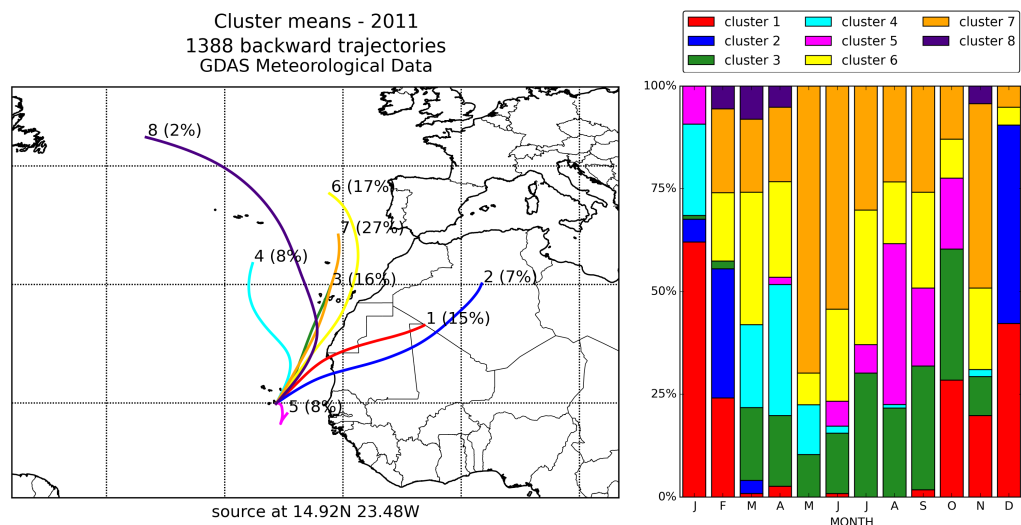 Cluster means - 2011
1388 backward trajectories
GDAS Meteorological Data
8 (2%)
6 (17%)
7 (27%)
4 (8%)
3 (16%)
2 (7%)
1 (15%)
5 (8%)
source at 14.92N 23.48W
cluster 1
cluster 2
cluster 3
cluster 4
cluster 5
cluster 6
cluster 7
cluster 8
100%
75%
50%
25%
0%
J F M A M J J A S O N D
MONTH